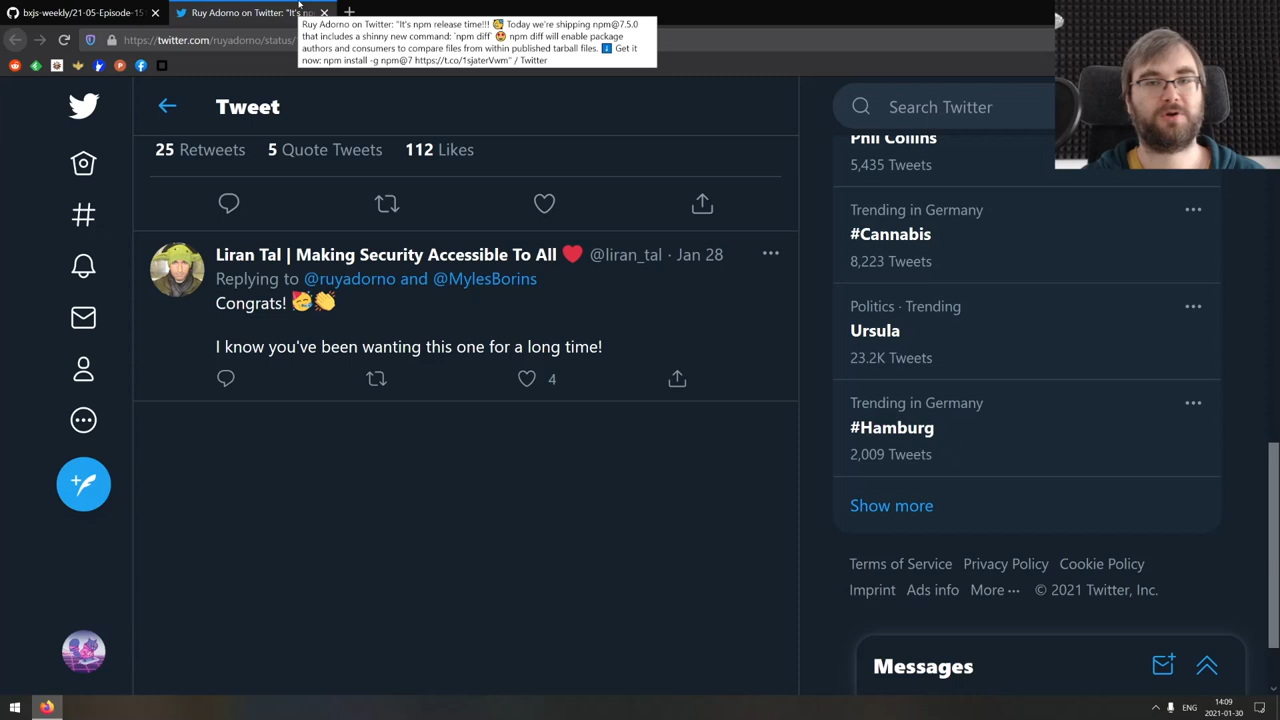 bxjs-weekly/21-05-Episode-15
Ruy Adorno on Twitter: "It's np
Ruy Adorno on Twitter: "It's npm release time!!! 🥳 Today we're shipping npm@7.5.0
that includes a shinny new command: `npm diff` 🤩 npm diff will enable package
authors and consumers to compare files from within published tarball files. ⬇️ Get it
now: npm install -g npm@7 https://t.co/1sjaterVwm" / Twitter
https://twitter.com/ruyadorno/status/
Tweet
Search Twitter
25 Retweets 5 Quote Tweets 112 Likes
Phil Collins
5,435 Tweets
Trending in Germany
#Cannabis
8,223 Tweets
Liran Tal | Making Security Accessible To All ❤️ @liran_tal · Jan 28
Replying to @ruyadorno and @MylesBorins
Congrats! 🥳👏
I know you've been wanting this one for a long time!
4
Politics · Trending
Ursula
23.2K Tweets
Trending in Germany
#Hamburg
2,009 Tweets
Show more
Terms of Service Privacy Policy Cookie Policy
Imprint Ads info More ··· © 2021 Twitter, Inc.
Messages
ENG
14:09
2021-01-30